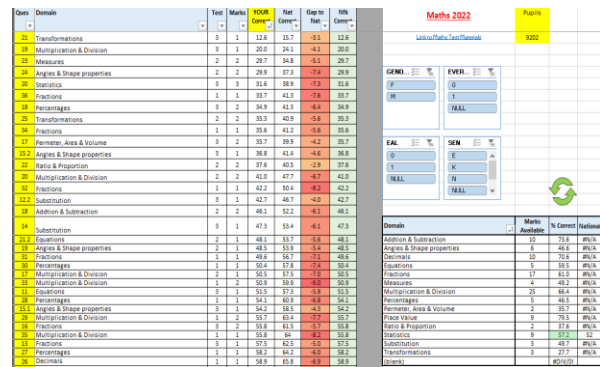 Ques Domain Test Marks YOUR Correct Net Correct Gap to Nat Nfk Correct
21 Transformations 3 1 12.6 15.7 -3.1 12.6
19 Multiplication & Division 3 1 20.0 24.1 -4.1 20.0
23 Measures 2 2 29.7 34.8 -5.1 29.7
24 Angles & Shape properties 2 2 29.9 37.3 -7.4 29.9
20 Statistics 3 3 31.6 38.9 -7.3 31.6
36 Fractions 1 1 33.7 41.3 -7.6 33.7
18 Percentages 3 2 34.9 41.3 -6.4 34.9
25 Transformations 2 2 35.3 40.9 -5.6 35.3
34 Fractions 1 1 35.6 41.2 -5.6 35.6
17 Perimeter, Area & Volume 3 2 35.7 39.9 -4.2 35.7
15.2 Angles & Shape properties 3 1 36.8 41.4 -4.6 36.8
22 Ratio & Proportion 2 2 37.6 40.5 -2.9 37.6
20 Multiplication & Division 2 2 41.0 47.7 -6.7 41.0
32 Fractions 1 1 42.2 50.4 -8.2 42.2
12.2 Substitution 3 1 42.7 46.7 -4.0 42.7
18 Addtion & Subtraction 2 2 46.1 52.2 -6.1 46.1
14 Substitution 3 2 47.3 53.4 -6.1 47.3
21.2 Equations 2 1 48.1 53.7 -5.6 48.1
19 Angles & Shape properties 2 1 48.5 53.9 -5.4 48.5
31 Fractions 1 1 49.6 56.7 -7.1 49.6
30 Percentages 1 1 50.4 57.8 -7.4 50.4
17 Multiplication & Division 2 1 50.5 57.5 -7.0 50.5
33 Multiplication & Division 1 2 50.9 59.9 -9.0 50.9
11 Equations 3 1 51.5 57.3 -5.8 51.5
28 Percentages 1 1 54.1 60.9 -6.8 54.1
15.1 Angles & Shape properties 3 1 54.2 58.5 -4.3 54.2
29 Multiplication & Division 1 2 55.7 63.4 -7.7 55.7
16 Fractions 3 2 55.8 61.5 -5.7 55.8
35 Multiplication & Division 1 1 55.8 64 -8.2 55.8
13 Fractions 3 1 57.5 62.5 -5.0 57.5
27 Percentages 1 1 58.2 64.2 -6.0 58.2
26 Decimals 1 1 58.9 65.8 -6.9 58.9
Maths 2022
Pupils
Link to Maths Test Materials
9202
GEND...
F
M
EVER...
0
1
NULL
EAL
0
1
NULL
SEN
E
K
N
NULL
Domain Marks Available % Correct National
Addtion & Subtraction 10 73.6 #N/A
Angles & Shape properties 6 46.6 #N/A
Decimals 10 70.6 #N/A
Equations 5 59.5 #N/A
Fractions 17 61.0 #N/A
Measures 4 49.2 #N/A
Multiplication & Division 25 66.4 #N/A
Percentages 5 46.5 #N/A
Perimeter, Area & Volume 2 35.7 #N/A
Place Value 9 79.5 #N/A
Ratio & Proportion 2 37.6 #N/A
Statistics 9 57.2 52
Substitution 3 49.7 #N/A
Transformations 3 27.7 #N/A
(blank) #DIV/0!